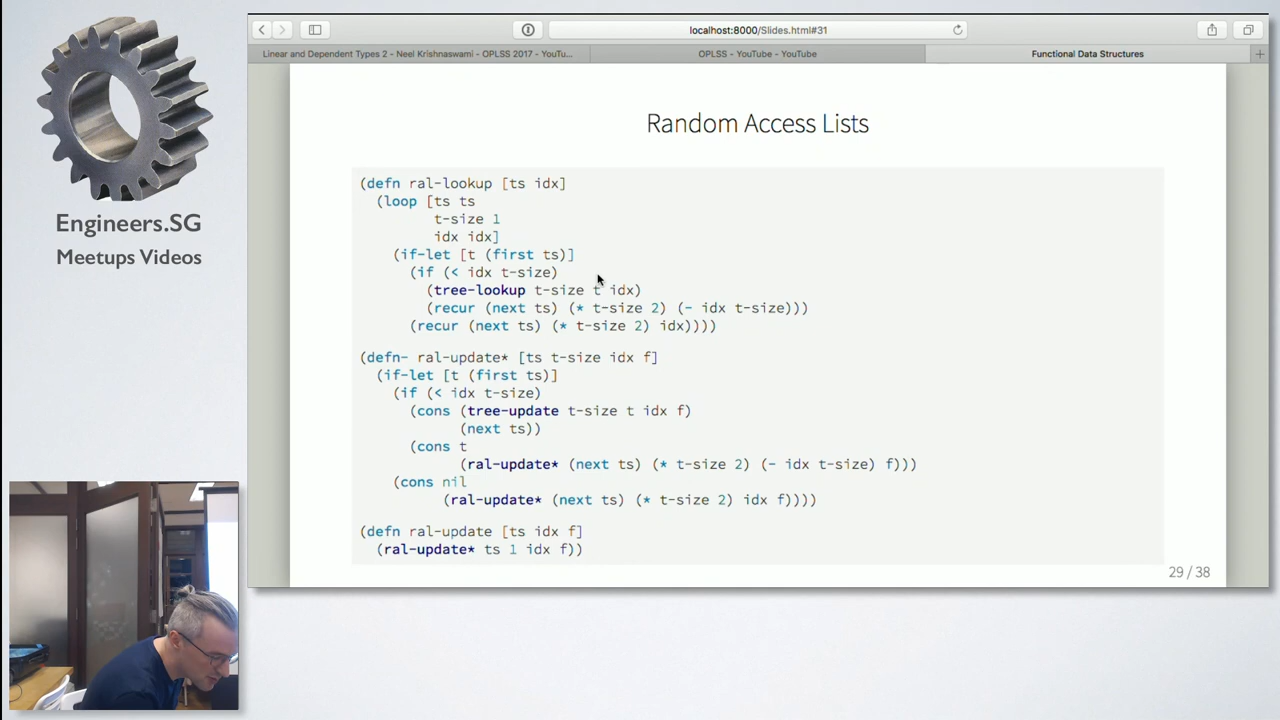 Engineers.SG
Meetups Videos
localhost:8000/Slides.html#31
Linear and Dependent Types 2 - Neel Krishnaswami - OPLSS 2017 - YouTu...
OPLSS - YouTube - YouTube
Functional Data Structures
Random Access Lists
(defn ral-lookup [ts idx]
(loop [ts ts
t-size 1
idx idx]
(if-let [t (first ts)]
(if (< idx t-size)
(tree-lookup t-size t idx)
(recur (next ts) (* t-size 2) (- idx t-size)))
(recur (next ts) (* t-size 2) idx))))
(defn- ral-update* [ts t-size idx f]
(if-let [t (first ts)]
(if (< idx t-size)
(cons (tree-update t-size t idx f)
(next ts))
(cons t
(ral-update* (next ts) (* t-size 2) (- idx t-size) f)))
(cons nil
(ral-update* (next ts) (* t-size 2) idx f))))
(defn ral-update [ts idx f]
(ral-update* ts 1 idx f))
29 / 38